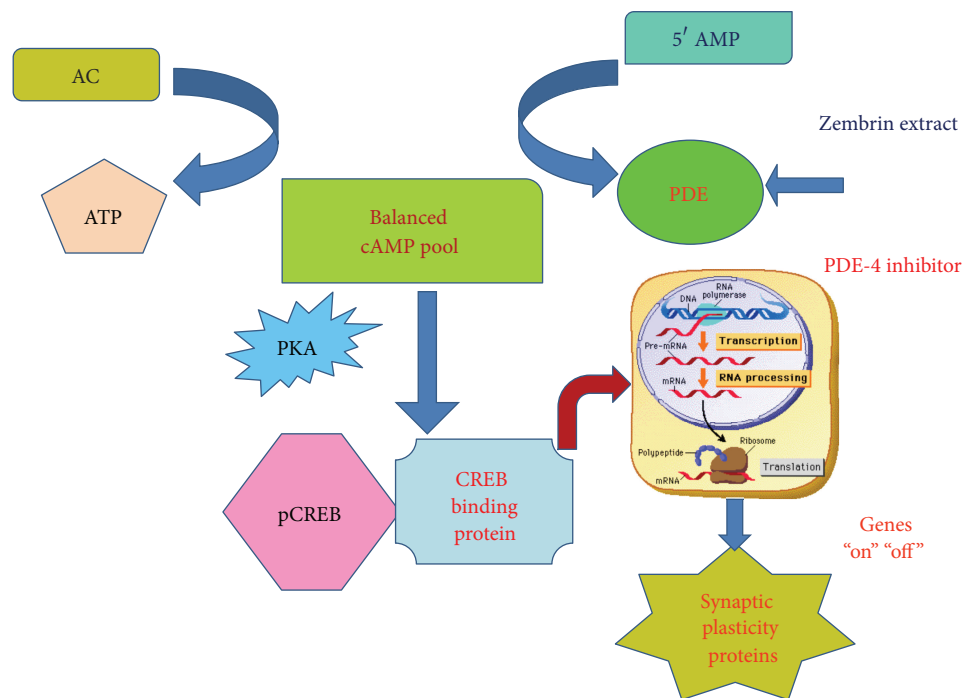 5′ AMP
AC
Zembrin extract
PDE
ATP
Balanced
cAMP pool
PDE-4 inhibitor
RNA
polymerase
DNA
Transcription
Pre-mRNA
RNA processing
mRNA
PKA
Ribosome
Polypeptide
Translation
mRNA
CREB
binding
protein
pCREB
Genes
“on” “off”
Synaptic
plasticity
proteins